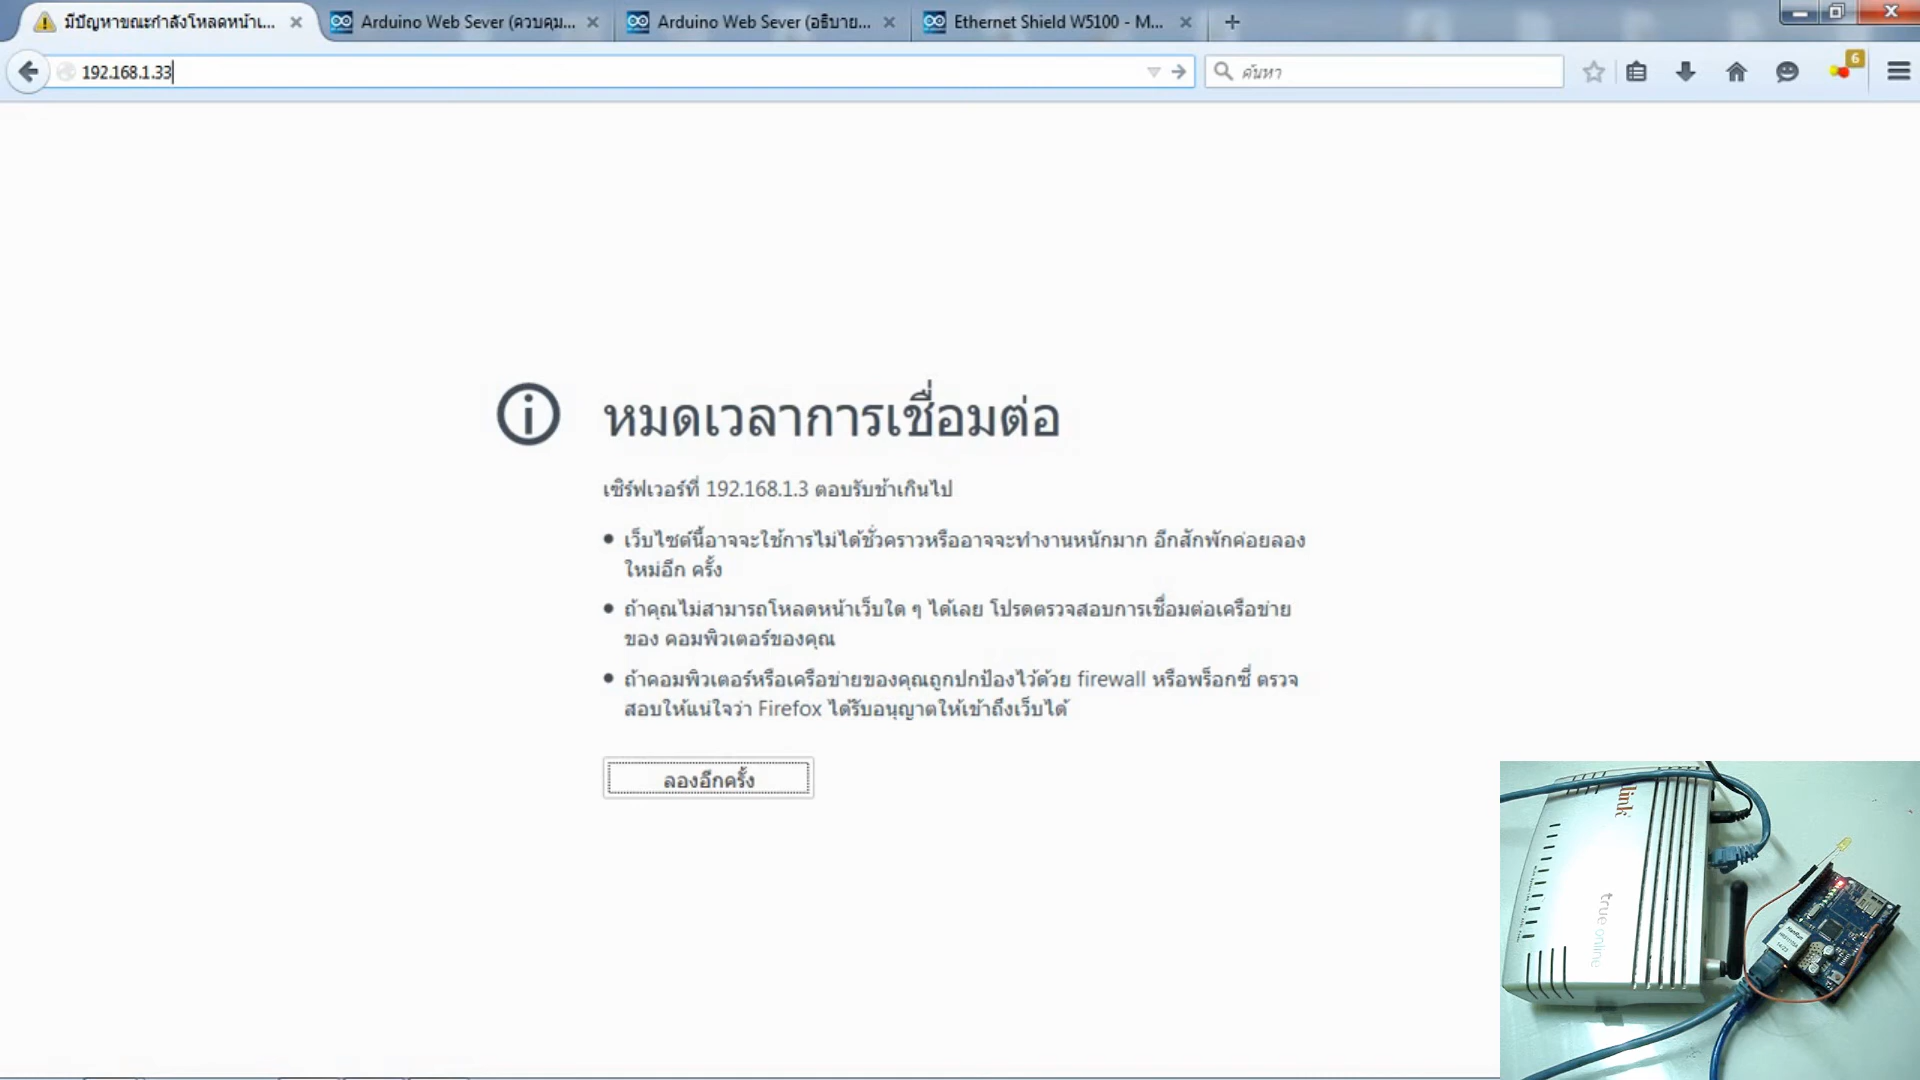 มีปัญหาขณะกำลังโหลดหน้าเ...
Arduino Web Sever (ควบคุม...
Arduino Web Sever (อธิบาย...
Ethernet Shield W5100 - M...
192.168.1.33
ค้นหา
6
หมดเวลาการเชื่อมต่อ
เซิร์ฟเวอร์ที่ 192.168.1.3 ตอบรับช้าเกินไป
เว็บไซต์นี้อาจจะใช้การไม่ได้ชั่วคราวหรืออาจจะทำงานหนักมาก อีกสักพักค่อยลอง
ใหม่อีก ครั้ง
ถ้าคุณไม่สามารถโหลดหน้าเว็บใด ๆ ได้เลย โปรดตรวจสอบการเชื่อมต่อเครือข่าย
ของ คอมพิวเตอร์ของคุณ
ถ้าคอมพิวเตอร์หรือเครือข่ายของคุณถูกปกป้องไว้ด้วย firewall หรือพร็อกซี่ ตรวจ
สอบให้แน่ใจว่า Firefox ได้รับอนุญาตให้เข้าถึงเว็บได้
ลองอีกครั้ง
link
true online